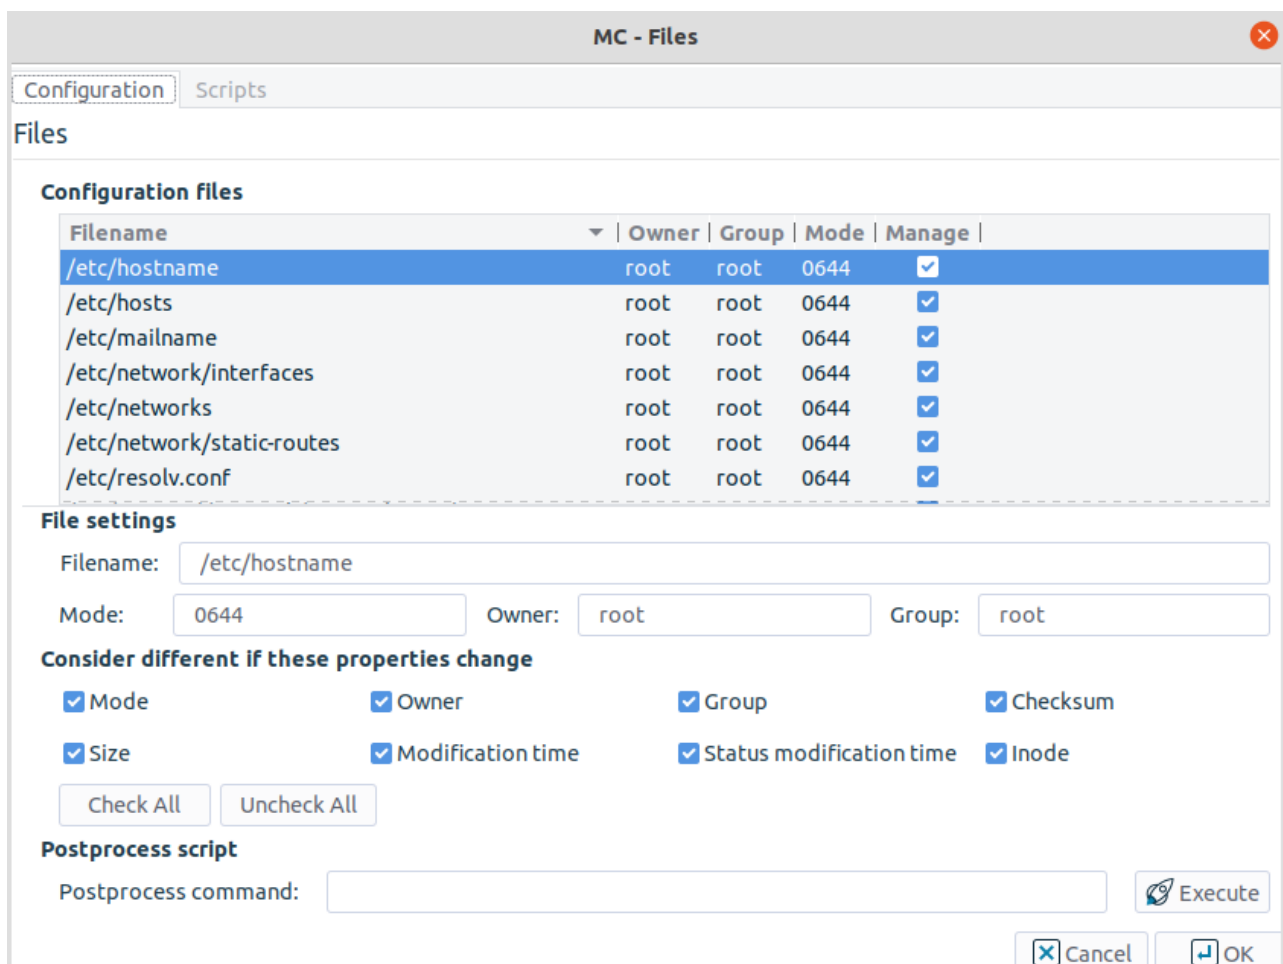 MC - Files
Configuration Scripts
Files
Configuration files
Filename Owner Group Mode Manage
/etc/hostname root root 0644
/etc/hosts root root 0644
/etc/mailname root root 0644
/etc/network/interfaces root root 0644
/etc/networks root root 0644
/etc/network/static-routes root root 0644
/etc/resolv.conf root root 0644
File settings
Filename: /etc/hostname
Mode: 0644 Owner: root Group: root
Consider different if these properties change
Mode Owner Group Checksum
Size Modification time Status modification time Inode
Check All Uncheck All
Postprocess script
Postprocess command: Execute
Cancel OK